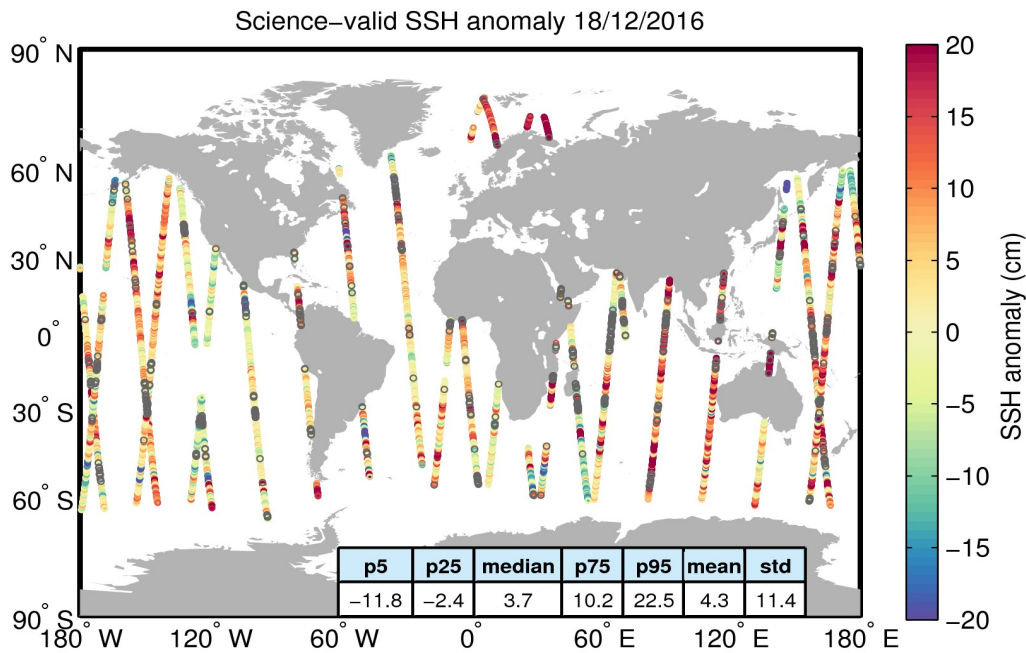 Science−valid SSH anomaly 18/12/2016
90° N
60° N
30° N
0°
30° S
60° S
90° S
180° W
120° W
60° W
0°
60° E
120° E
180° E
p5 p25 median p75 p95 mean std
−11.8 −2.4 3.7 10.2 22.5 4.3 11.4
20
15
10
5
0
−5
−10
−15
−20
SSH anomaly (cm)